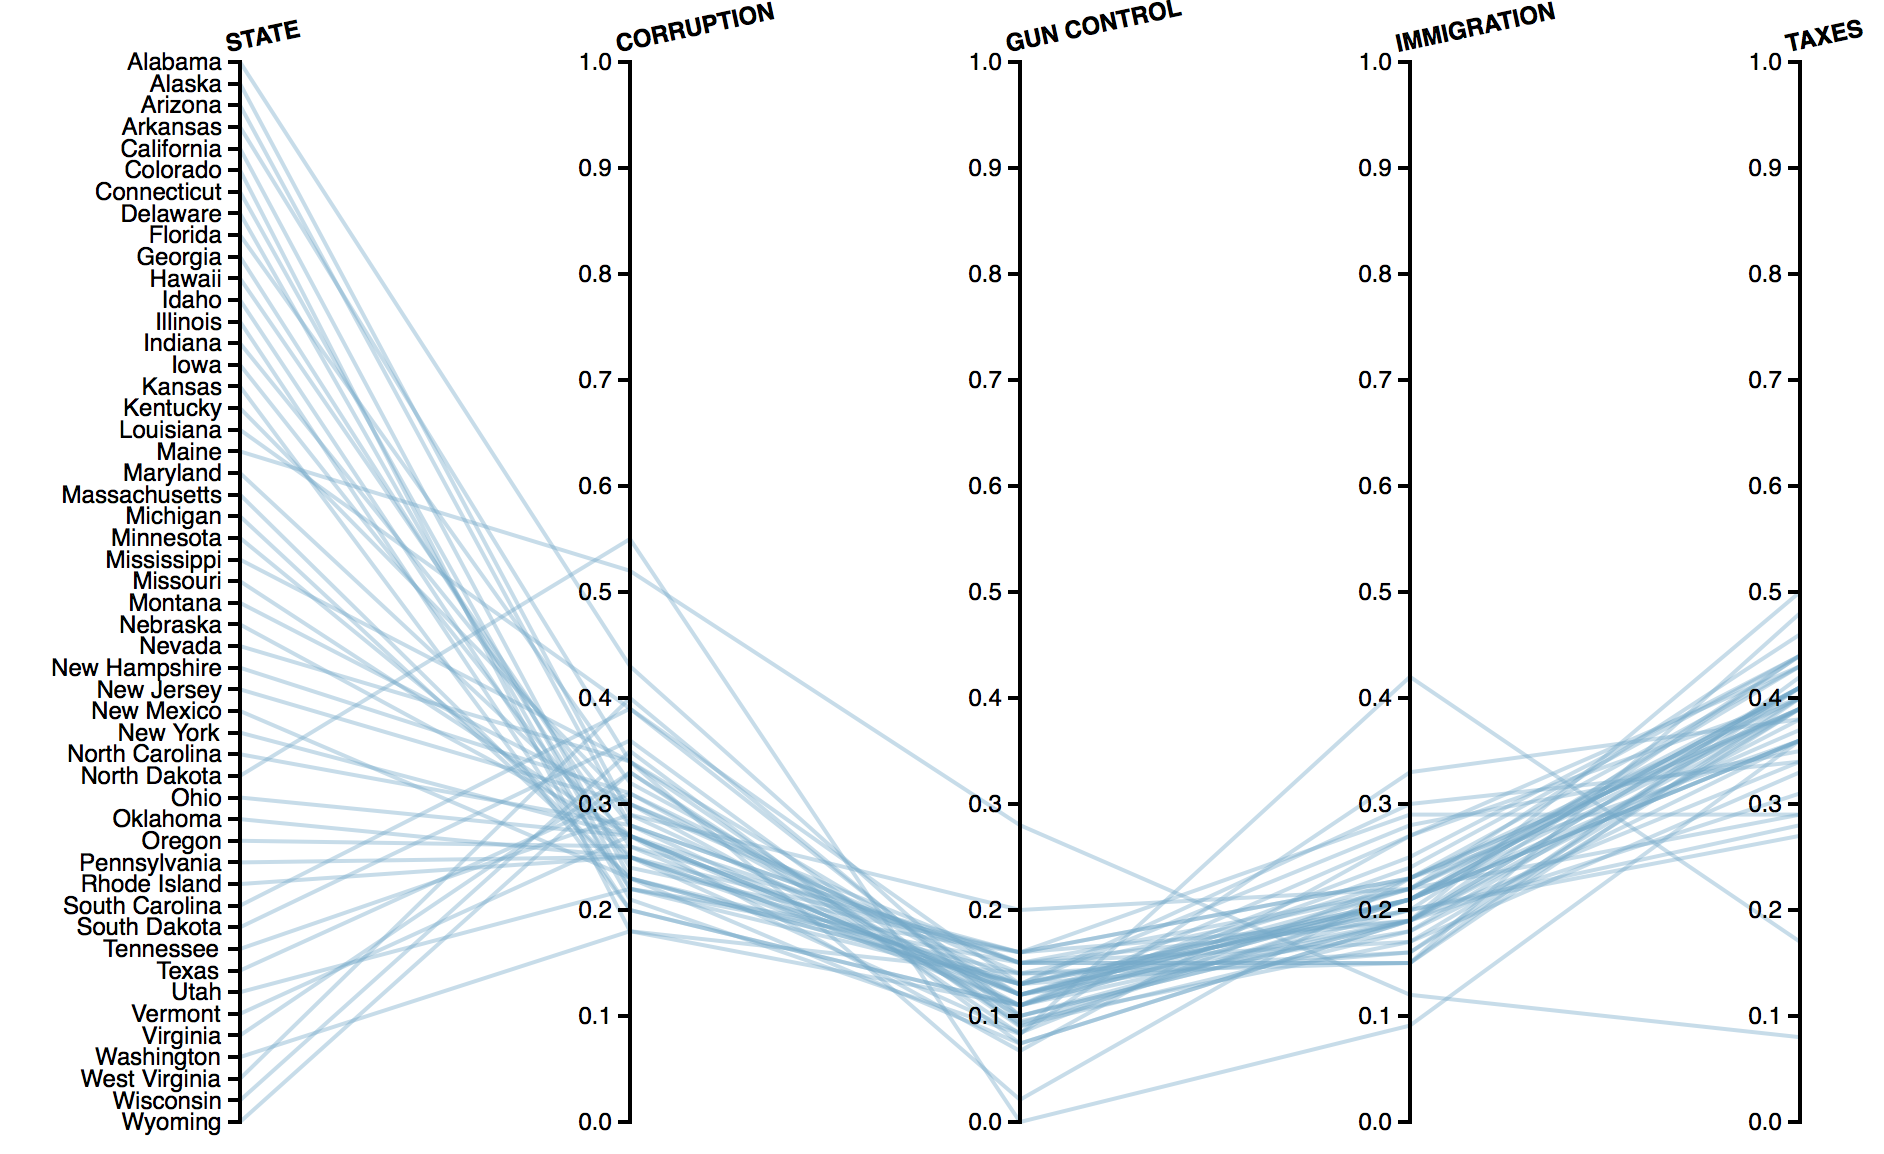 STATE
CORRUPTION
GUN CONTROL
IMMIGRATION
TAXES
Alabama
Alaska
Arizona
Arkansas
California
Colorado
Connecticut
Delaware
Florida
Georgia
Hawaii
Idaho
Illinois
Indiana
Iowa
Kansas
Kentucky
Louisiana
Maine
Maryland
Massachusetts
Michigan
Minnesota
Mississippi
Missouri
Montana
Nebraska
Nevada
New Hampshire
New Jersey
New Mexico
New York
North Carolina
North Dakota
Ohio
Oklahoma
Oregon
Pennsylvania
Rhode Island
South Carolina
South Dakota
Tennessee
Texas
Utah
Vermont
Virginia
Washington
West Virginia
Wisconsin
Wyoming
1.0
0.9
0.8
0.7
0.6
0.5
0.4
0.3
0.2
0.1
0.0
1.0
0.9
0.8
0.7
0.6
0.5
0.4
0.3
0.2
0.1
0.0
1.0
0.9
0.8
0.7
0.6
0.5
0.4
0.3
0.2
0.1
0.0
1.0
0.9
0.8
0.7
0.6
0.5
0.4
0.3
0.2
0.1
0.0